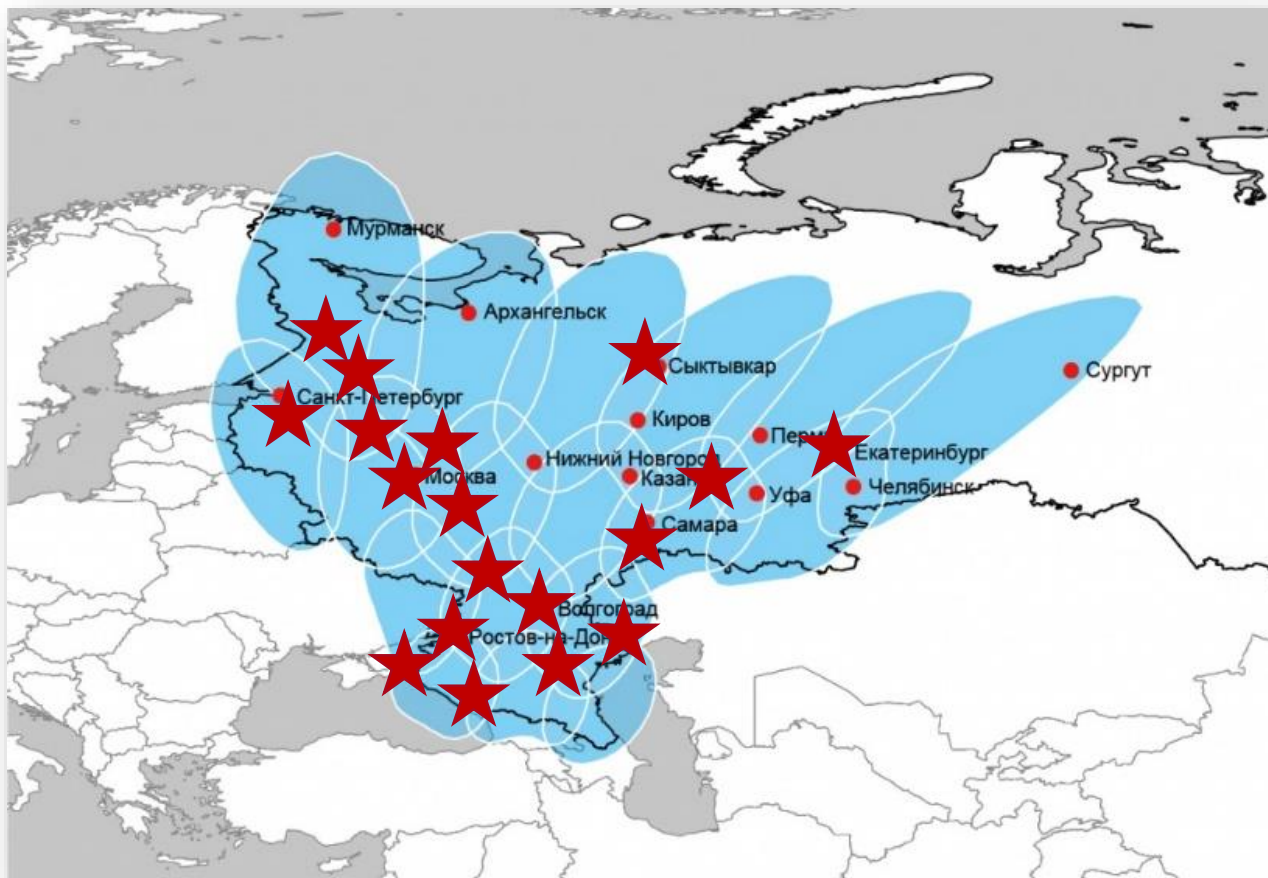 Мурманск
Архангельск
Сыктывкар
Сургут
Санкт-Петербург
Киров
Пермь
Екатеринбург
Нижний Новгород
Москва
Казань
Челябинск
Уфа
Самара
Волгоград
Ростов-на-Дону